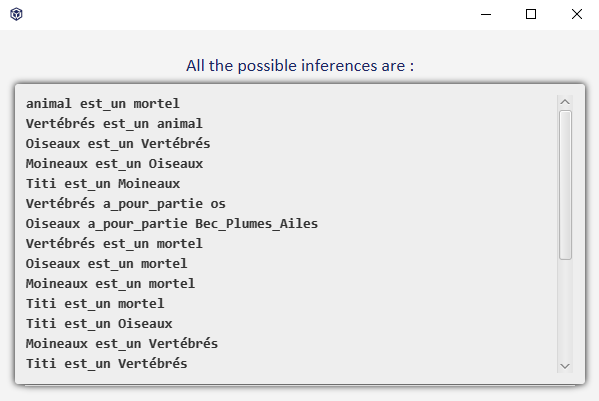 All the possible inferences are :
animal est_un mortel
Vertébrés est_un animal
Oiseaux est_un Vertébrés
Moineaux est_un Oiseaux
Titi est_un Moineaux
Vertébrés a_pour_partie os
Oiseaux a_pour_partie Bec_Plumes_Ailes
Vertébrés est_un mortel
Oiseaux est_un mortel
Moineaux est_un mortel
Titi est_un mortel
Titi est_un Oiseaux
Moineaux est_un Vertébrés
Titi est_un Vertébrés